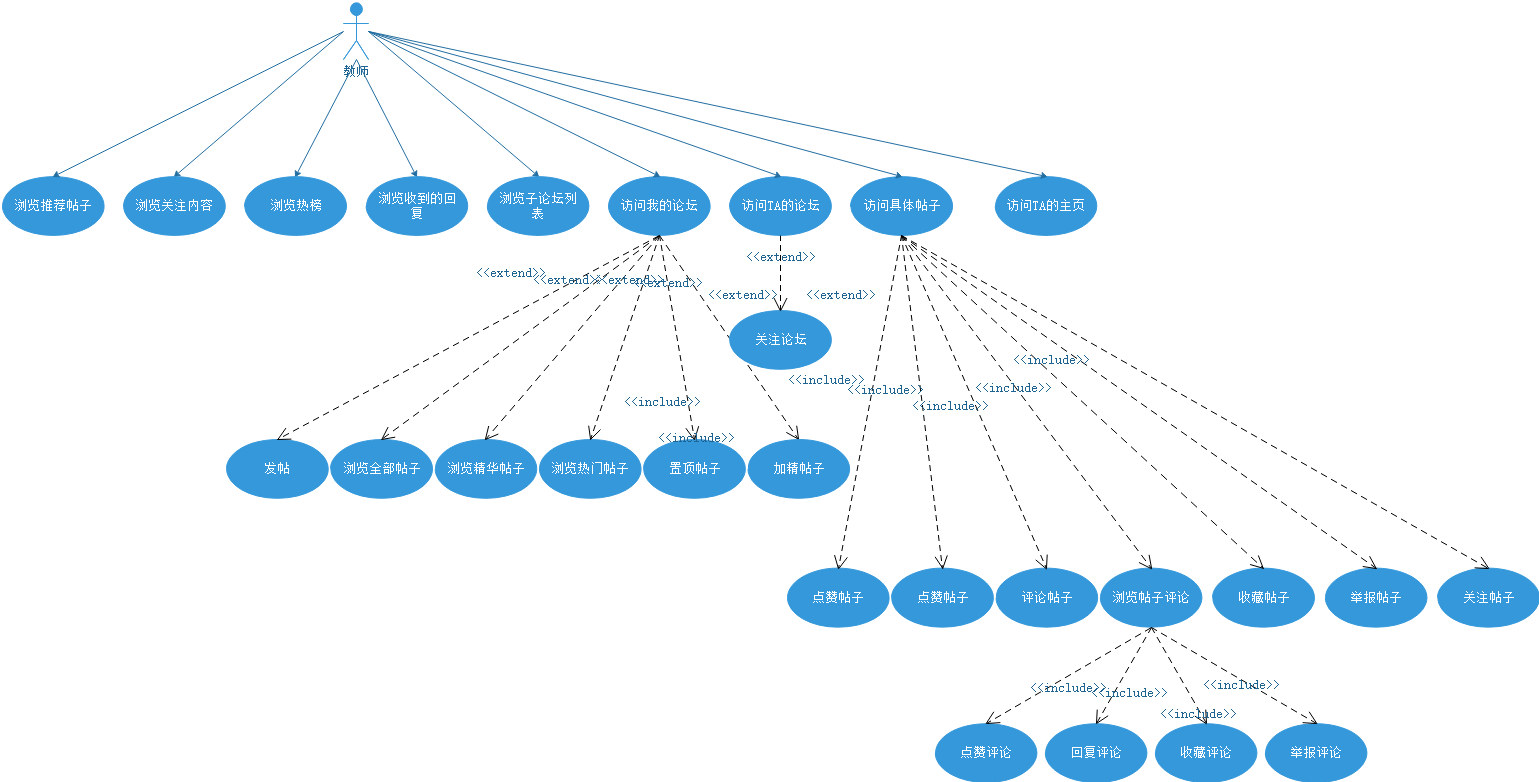 教师
浏览推荐帖子
浏览关注内容
浏览热榜
浏览收到的回
复
浏览子论坛列
表
访问我的论坛
访问TA的论坛
访问具体帖子
访问TA的主页
<<extend>>
<<extend>>
<<extend>>
<<extend>>
<<extend>>
<<extend>>
<<extend>>
关注论坛
<<include>>
<<include>>
<<include>>
<<include>>
<<include>>
<<include>>
<<include>>
发帖
浏览全部帖子
浏览精华帖子
浏览热门帖子
置顶帖子
加精帖子
点赞帖子
点赞帖子
评论帖子
浏览帖子评论
收藏帖子
举报帖子
关注帖子
<<include>>
<<include>>
<<include>>
<<include>>
点赞评论
回复评论
收藏评论
举报评论